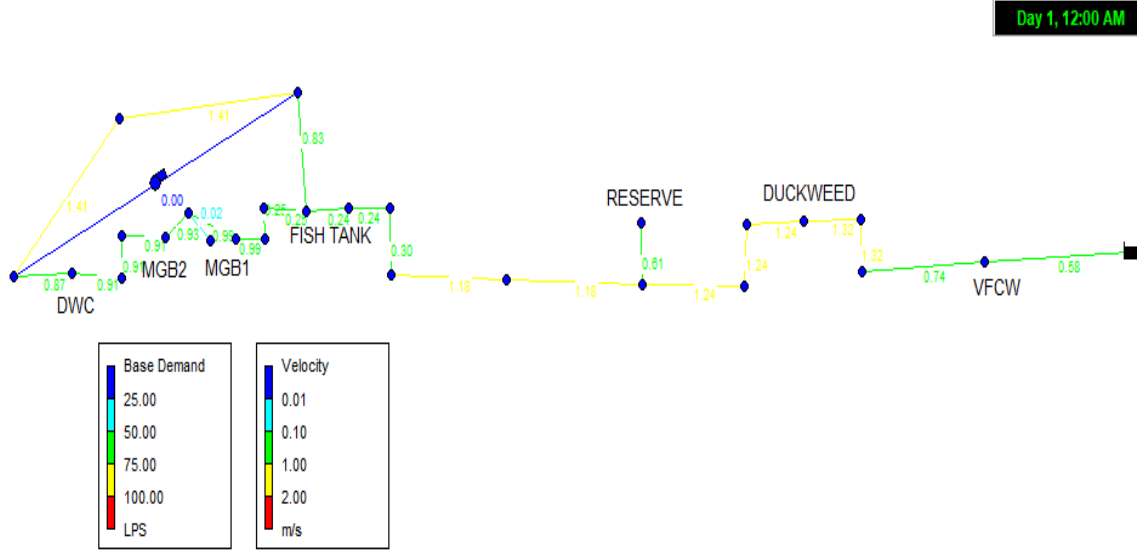 Day 1, 12:00 AM
1.41
0.83
1.41
0.00
0.02
RESERVE
DUCKWEED
0.25
0.25
0.24
0.24
1.24
1.32
0.91
0.93
0.99
0.99
FISH TANK
0.30
0.61
1.24
1.32
MGB2
MGB1
0.91
0.87
0.91
1.18
1.18
1.24
0.74
0.58
DWC
VFCW
Base Demand
25.00
50.00
75.00
100.00
LPS
Velocity
0.01
0.10
1.00
2.00
m/s